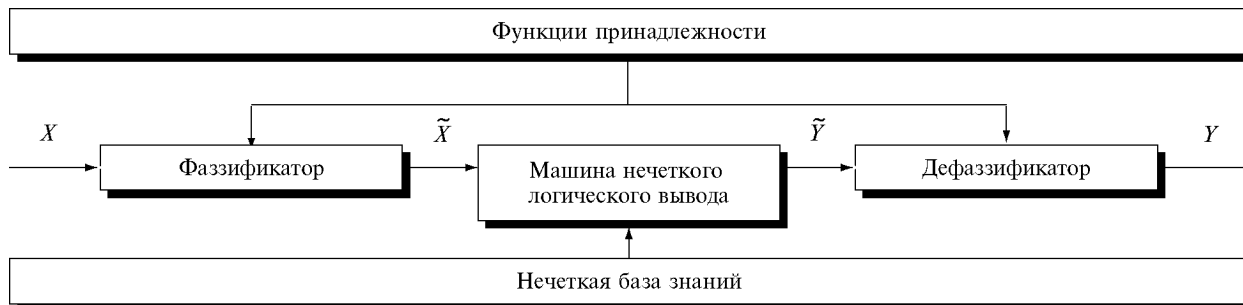 Функции принадлежности
X
X̃
Ỹ
Y
Фаззификатор
Машина нечеткого
логического вывода
Дефаззификатор
Нечеткая база знаний